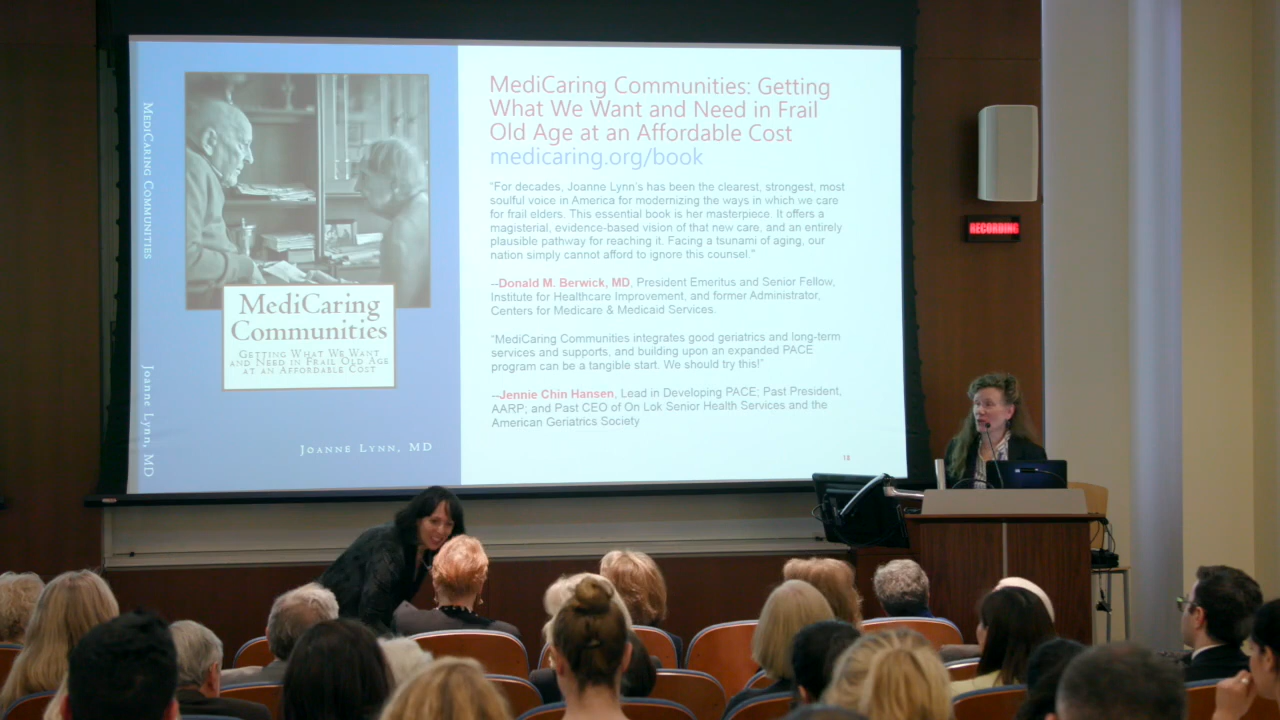 MediCaring Communities
Joanne Lynn, MD
MediCaring
Communities
Getting What We Want
and Need in Frail Old Age
at an Affordable Cost
Joanne Lynn, MD
MediCaring Communities: Getting
What We Want and Need in Frail
Old Age at an Affordable Cost
medicaring.org/book
"For decades, Joanne Lynn's has been the clearest, strongest, most
soulful voice in America for modernizing the ways in which we care
for frail elders. This essential book is her masterpiece. It offers a
magisterial, evidence-based vision of that new care, and an entirely
plausible pathway for reaching it. Facing a tsunami of aging, our
nation simply cannot afford to ignore this counsel."
--Donald M. Berwick, MD, President Emeritus and Senior Fellow,
Institute for Healthcare Improvement, and former Administrator,
Centers for Medicare & Medicaid Services.
"MediCaring Communities integrates good geriatrics and long-term
services and supports, and building upon an expanded PACE
program can be a tangible start. We should try this!"
--Jennie Chin Hansen, Lead in Developing PACE; Past President,
AARP; and Past CEO of On Lok Senior Health Services and the
American Geriatrics Society
18
RECORDING